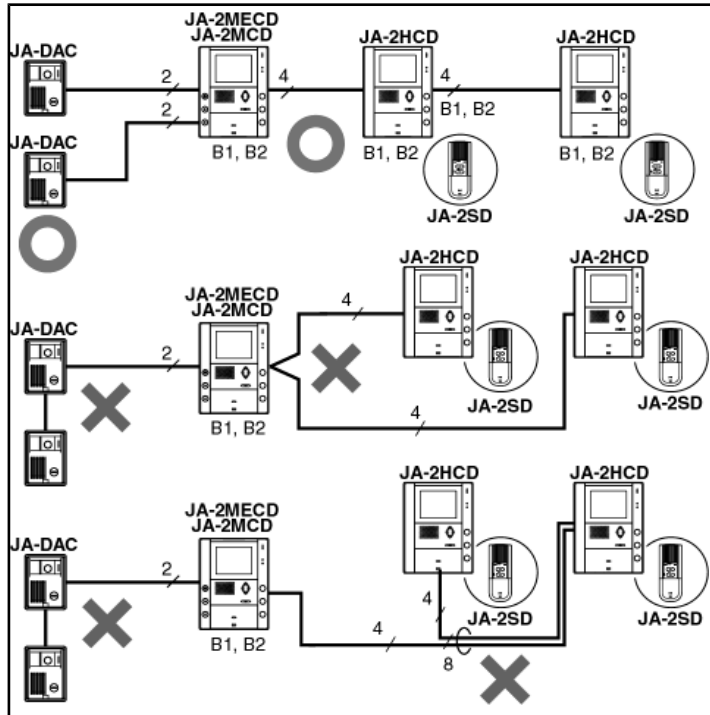 JA-2MECD
JA-2MCD
JA-2HCD
JA-2HCD
JA-DAC
2
4
4
B1, B2
2
JA-DAC
B1, B2
B1, B2
B1, B2
JA-2SD
JA-2SD
JA-2HCD
JA-2HCD
JA-2MECD
JA-2MCD
4
JA-DAC
2
JA-2SD
JA-2SD
4
B1, B2
JA-2HCD
JA-2HCD
JA-2MECD
JA-2MCD
JA-DAC
2
4
JA-2SD
JA-2SD
4
8
B1, B2